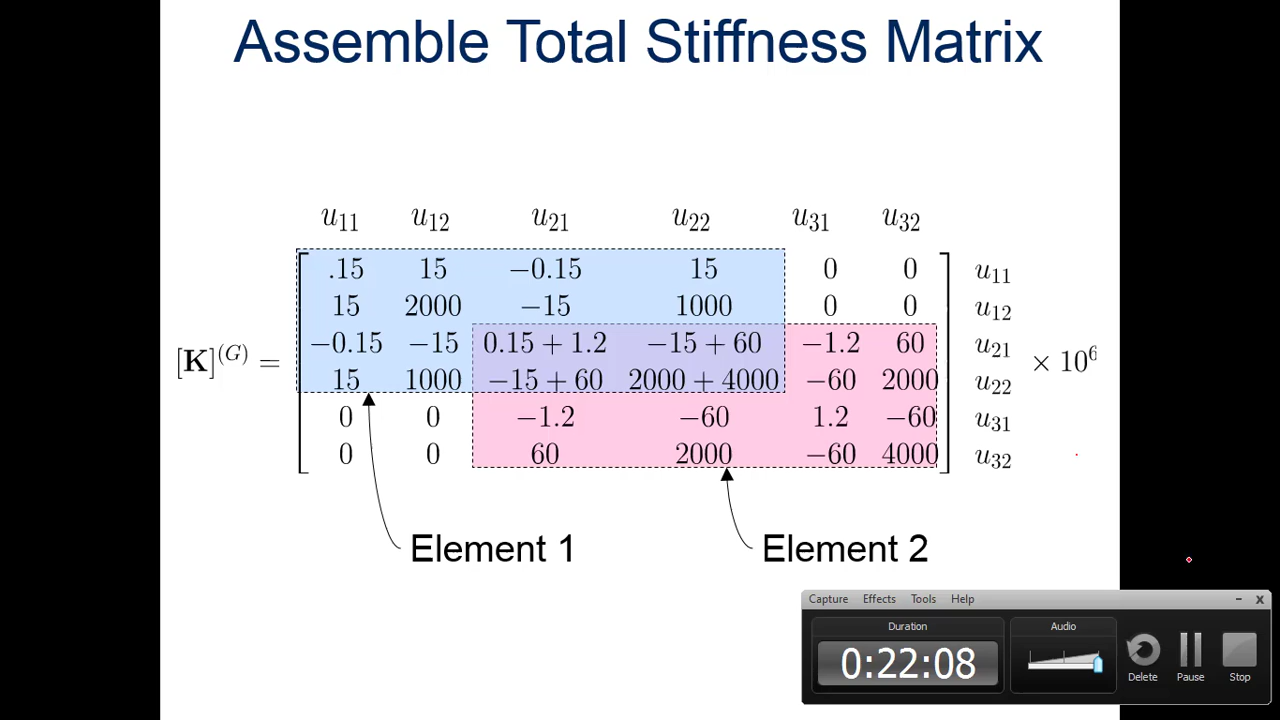 Assemble Total Stiffness Matrix
u11 u12 u21 u22 u31 u32
.15 15 −0.15 15 0 0 u11
15 2000 −15 1000 0 0 u12
−0.15 −15 0.15 + 1.2 −15 + 60 −1.2 60 u21
[K](G) = × 10⁶
15 1000 −15 + 60 2000 + 4000 −60 2000 u22
0 0 −1.2 −60 1.2 −60 u31
0 0 60 2000 −60 4000 u32
Element 1 Element 2
Capture Effects Tools Help
Duration Audio
0:22:08
Delete Pause Stop